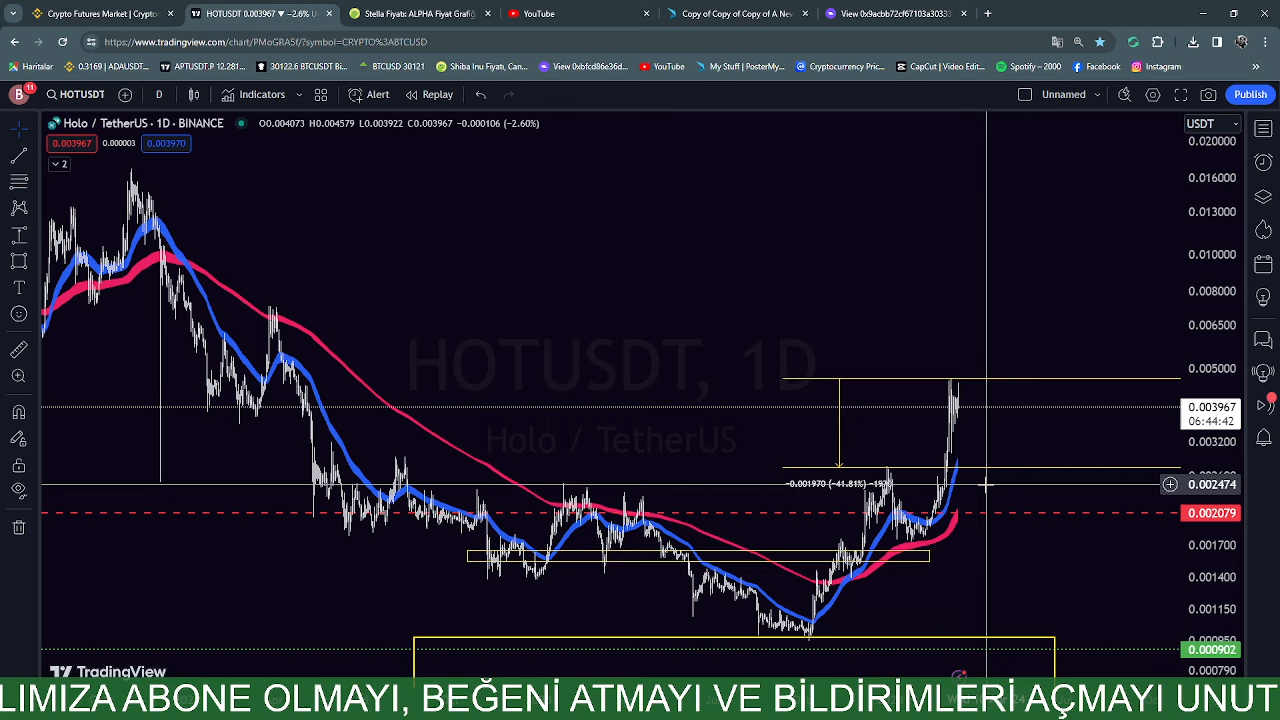 Crypto Futures Market | Crypto
HOTUSDT 0.003967 ▼ −2.6% U
Stella Fiyatı: ALPHA Fiyat Grafiğ
YouTube
Copy of Copy of Copy of A New
View 0x9acbb72cf67103a30333
https://www.tradingview.com/chart/PMoGRASf/?symbol=CRYPTO%3ABTCUSD
Haritalar
0.3169 | ADAUSDT...
APTUSDT.P 12.281...
30122.6 BTCUSDT Bi...
BTCUSD 30121
Shiba Inu Fiyatı, Can...
View 0xbfcd86e36d...
YouTube
My Stuff | PosterMy...
Cryptocurrency Pric...
CapCut | Video Edit...
Spotify – 2000
Facebook
Instagram
B 11
HOTUSDT
D
Indicators
Alert
Replay
Unnamed
Publish
Holo / TetherUS · 1D · BINANCE O0.004073 H0.004579 L0.003922 C0.003967 −0.000106 (−2.60%)
USDT
0.003967 0.000003 0.003970
2
0.020000
0.016000
0.013000
0.010000
0.008000
0.006500
HOTUSDT, 1D
0.005000
0.003967
06:44:42
Holo / TetherUS
0.003200
−0.001970 (−41.81%)
0.002474
0.002079
0.001700
0.001400
0.001150
0.000902
0.000790
TradingView
LIMIZA ABONE OLMAYI, BEĞENİ ATMAYI VE BİLDİRİMLERİ AÇMAYI UNUT